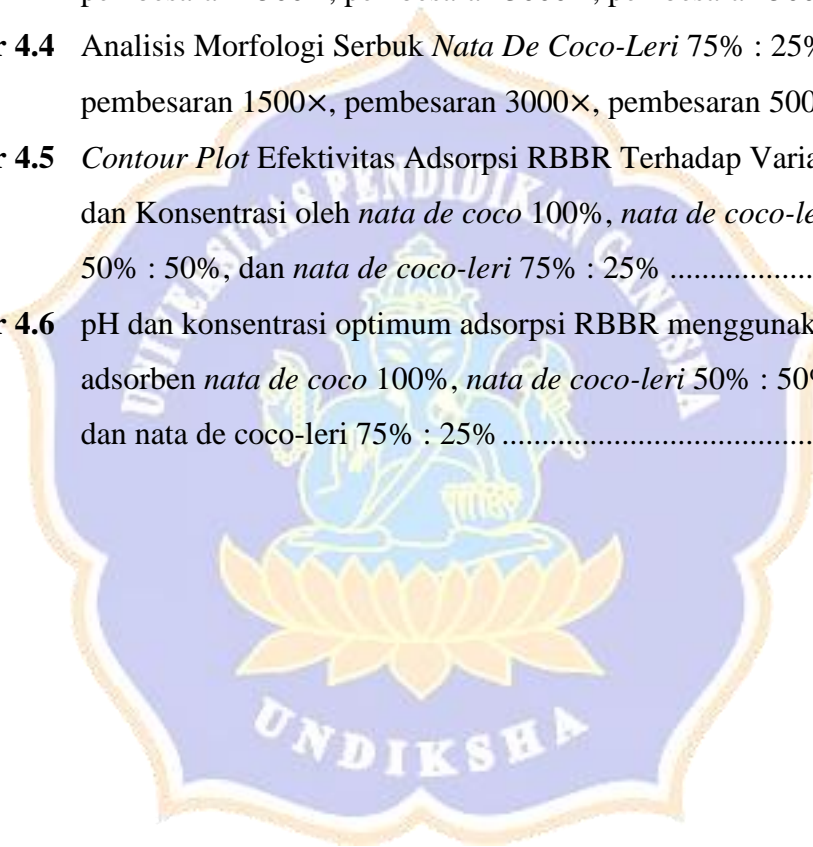 r 4.4 Analisis Morfologi Serbuk Nata De Coco-Leri 75% : 25%
pembesaran 1500×, pembesaran 3000×, pembesaran 500
r 4.5 Contour Plot Efektivitas Adsorpsi RBBR Terhadap Varia
dan Konsentrasi oleh nata de coco 100%, nata de coco-le
50% : 50%, dan nata de coco-leri 75% : 25% ..................
r 4.6 pH dan konsentrasi optimum adsorpsi RBBR menggunak
adsorben nata de coco 100%, nata de coco-leri 50% : 50%
dan nata de coco-leri 75% : 25% .....................................
UNIVERSITAS PENDIDIKAN GANESHA
UNDIKSHA